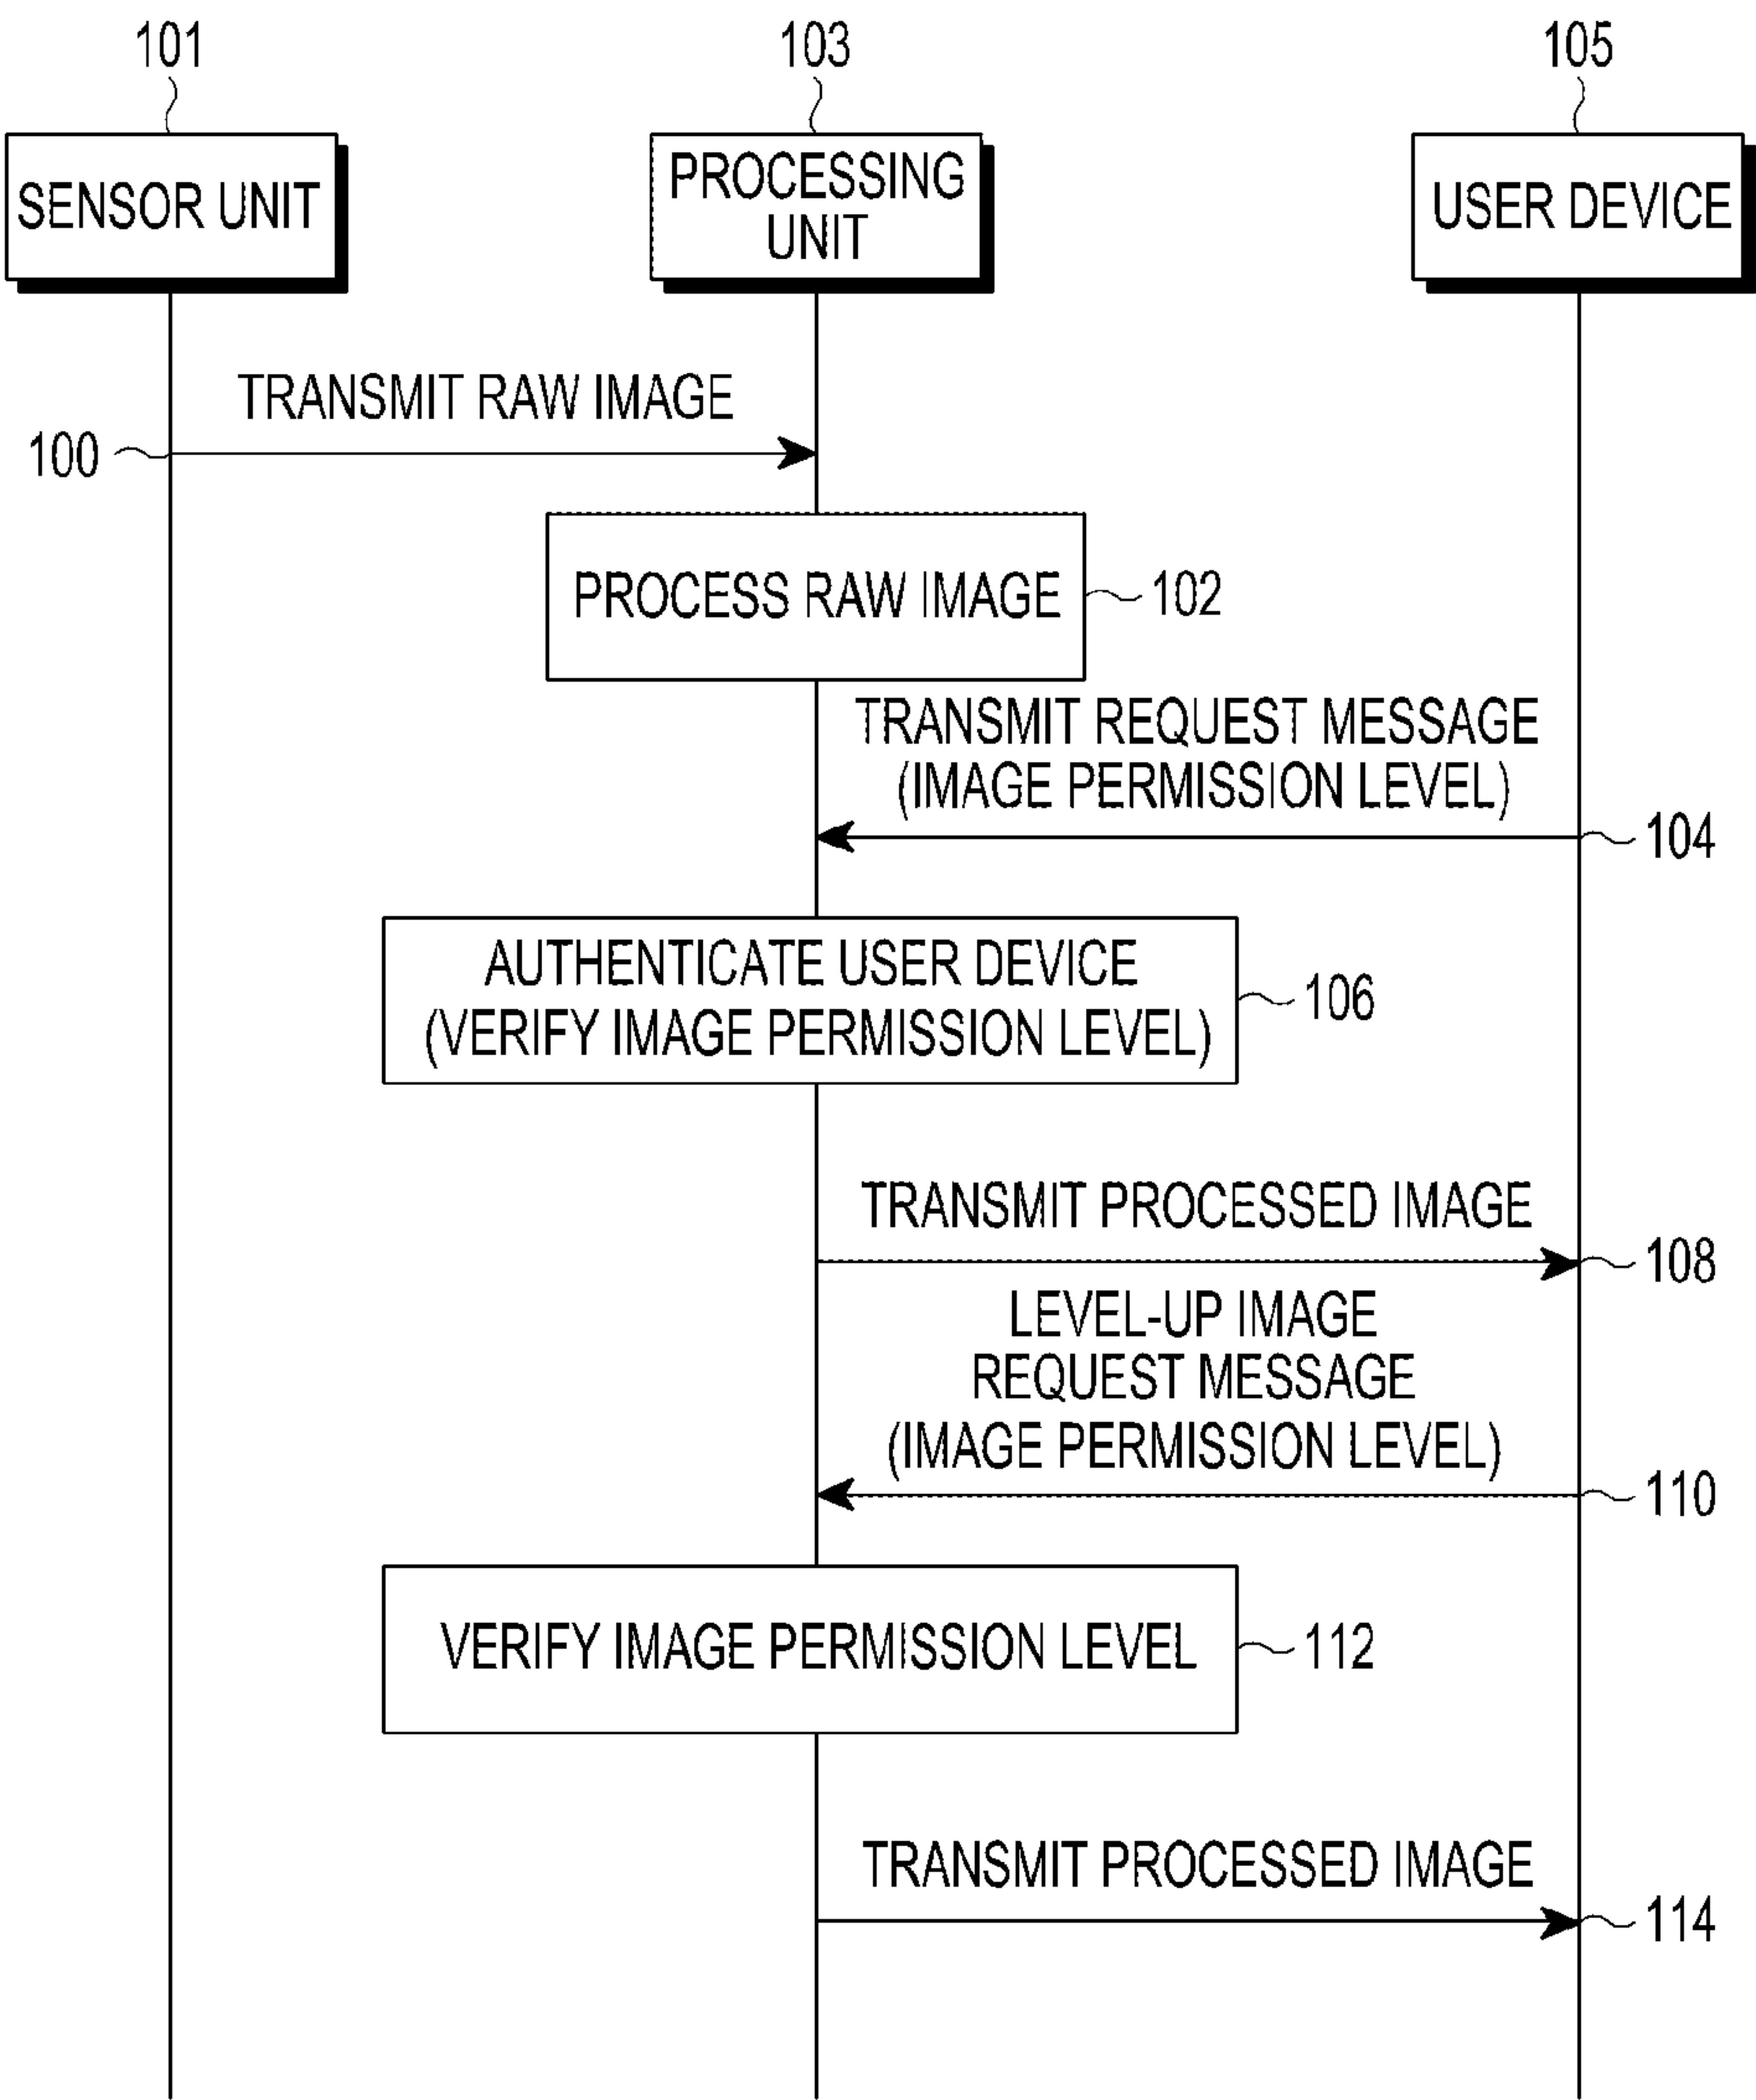 101
103
105
SENSOR UNIT
PROCESSING
UNIT
USER DEVICE
TRANSMIT RAW IMAGE
100
PROCESS RAW IMAGE
102
TRANSMIT REQUEST MESSAGE
(IMAGE PERMISSION LEVEL)
104
AUTHENTICATE USER DEVICE
(VERIFY IMAGE PERMISSION LEVEL)
106
TRANSMIT PROCESSED IMAGE
108
LEVEL-UP IMAGE
REQUEST MESSAGE
(IMAGE PERMISSION LEVEL)
110
VERIFY IMAGE PERMISSION LEVEL
112
TRANSMIT PROCESSED IMAGE
114